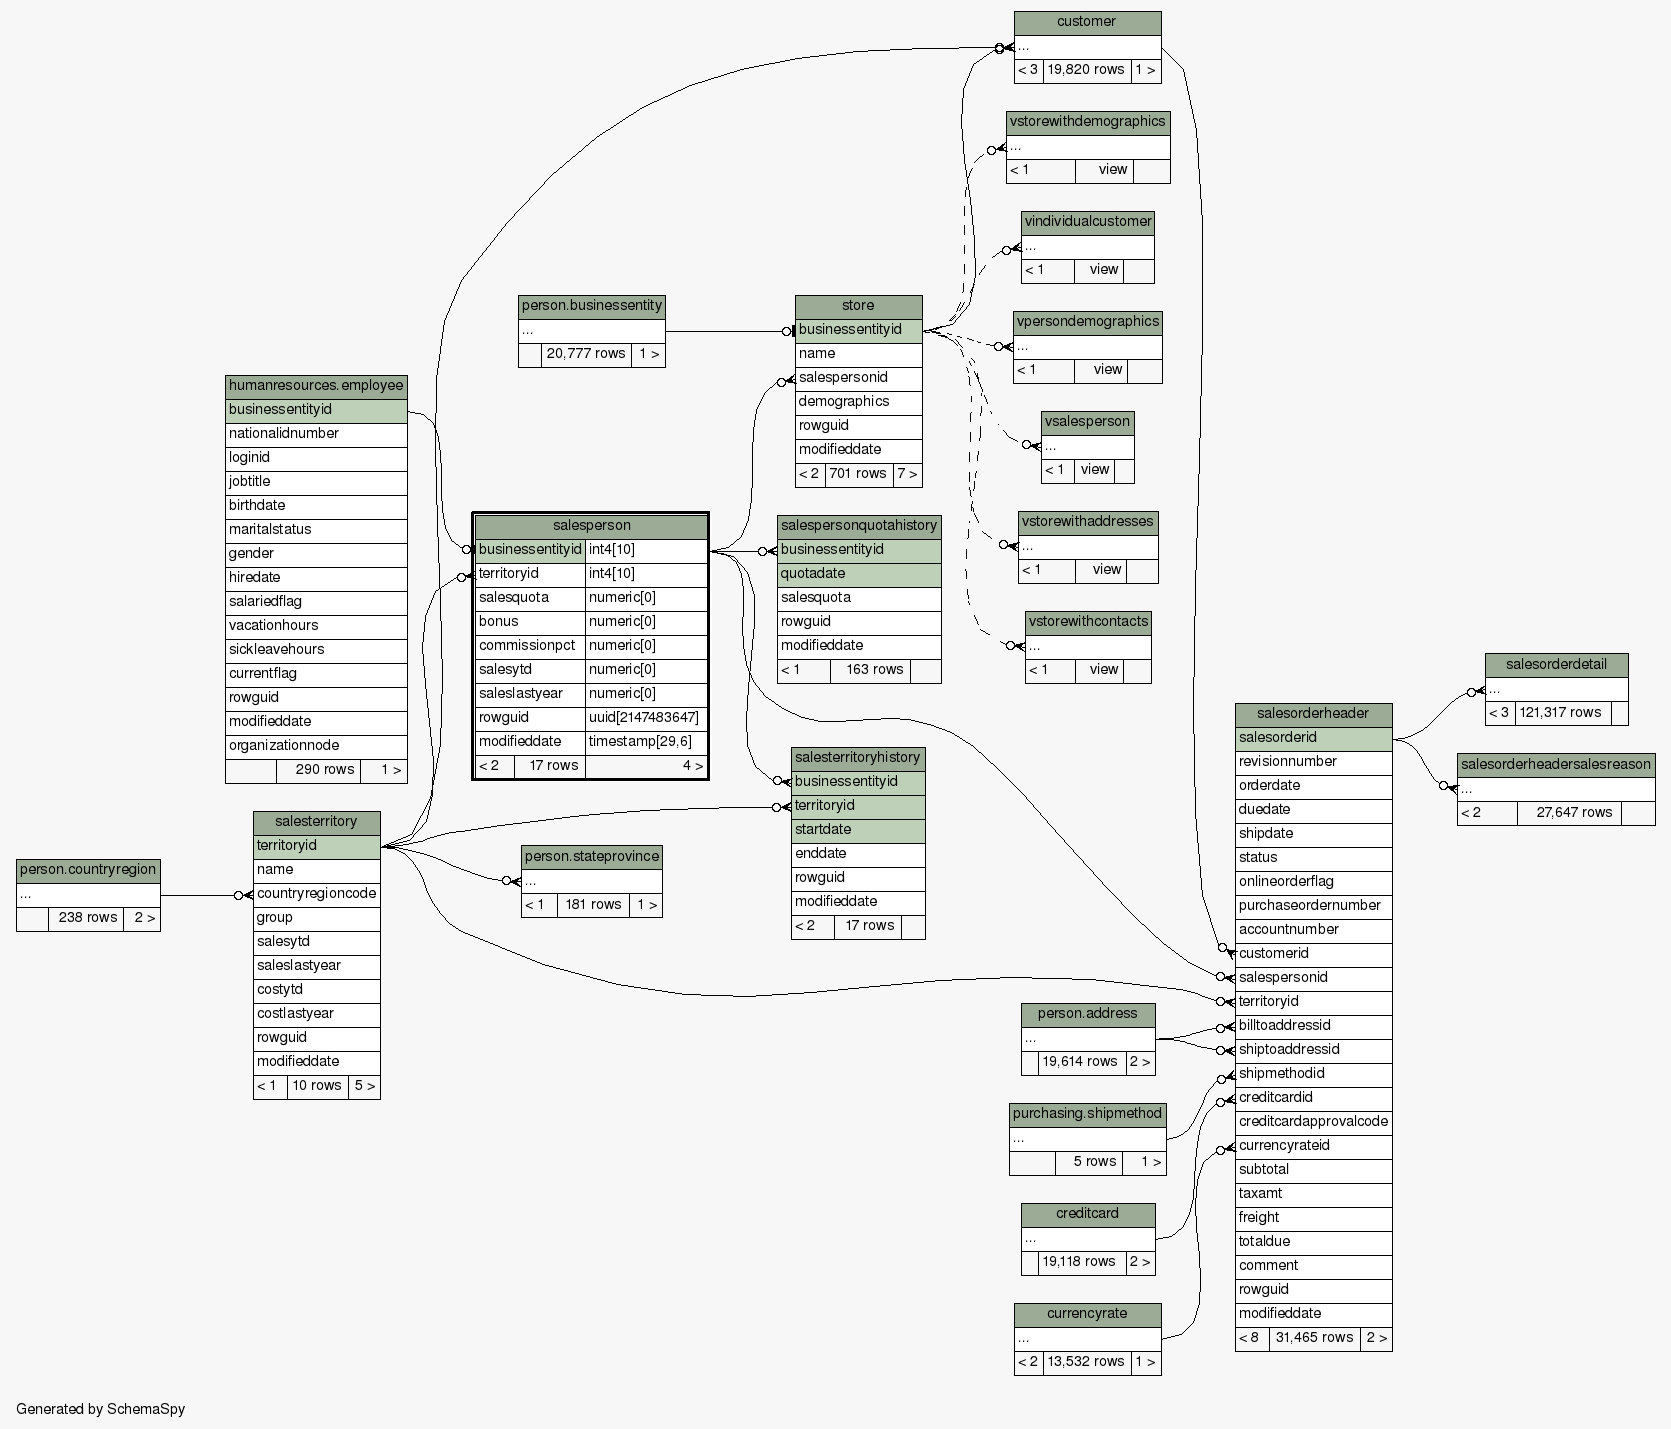 customer
...
< 3 19,820 rows 1 >
vstorewithdemographics
...
< 1 view
vindividualcustomer
...
< 1 view
person.businessentity
...
20,777 rows 1 >
store
businessentityid
name
salespersonid
demographics
rowguid
modifieddate
< 2 701 rows 7 >
vpersondemographics
...
< 1 view
humanresources.employee
businessentityid
nationalidnumber
loginid
jobtitle
birthdate
maritalstatus
gender
hiredate
salariedflag
vacationhours
sickleavehours
currentflag
rowguid
modifieddate
organizationnode
290 rows 1 >
vsalesperson
...
< 1 view
salesperson
businessentityid int4[10]
territoryid int4[10]
salesquota numeric[0]
bonus numeric[0]
commissionpct numeric[0]
salesytd numeric[0]
saleslastyear numeric[0]
rowguid uuid[2147483647]
modifieddate timestamp[29,6]
< 2 17 rows 4 >
salespersonquotahistory
businessentityid
quotadate
salesquota
rowguid
modifieddate
< 1 163 rows
vstorewithaddresses
...
< 1 view
vstorewithcontacts
...
< 1 view
salesorderdetail
...
< 3 121,317 rows
salesorderheadersalesreason
...
< 2 27,647 rows
salesorderheader
salesorderid
revisionnumber
orderdate
duedate
shipdate
status
onlineorderflag
purchaseordernumber
accountnumber
customerid
salespersonid
territoryid
billtoaddressid
shiptoaddressid
shipmethodid
creditcardid
creditcardapprovalcode
currencyrateid
subtotal
taxamt
freight
totaldue
comment
rowguid
modifieddate
< 8 31,465 rows 2 >
salesterritoryhistory
businessentityid
territoryid
startdate
enddate
rowguid
modifieddate
< 2 17 rows
salesterritory
territoryid
name
countryregioncode
group
salesytd
saleslastyear
costytd
costlastyear
rowguid
modifieddate
< 1 10 rows 5 >
person.stateprovince
...
< 1 181 rows 1 >
person.countryregion
...
238 rows 2 >
person.address
...
19,614 rows 2 >
purchasing.shipmethod
...
5 rows 1 >
creditcard
...
19,118 rows 2 >
currencyrate
...
< 2 13,532 rows 1 >
Generated by SchemaSpy